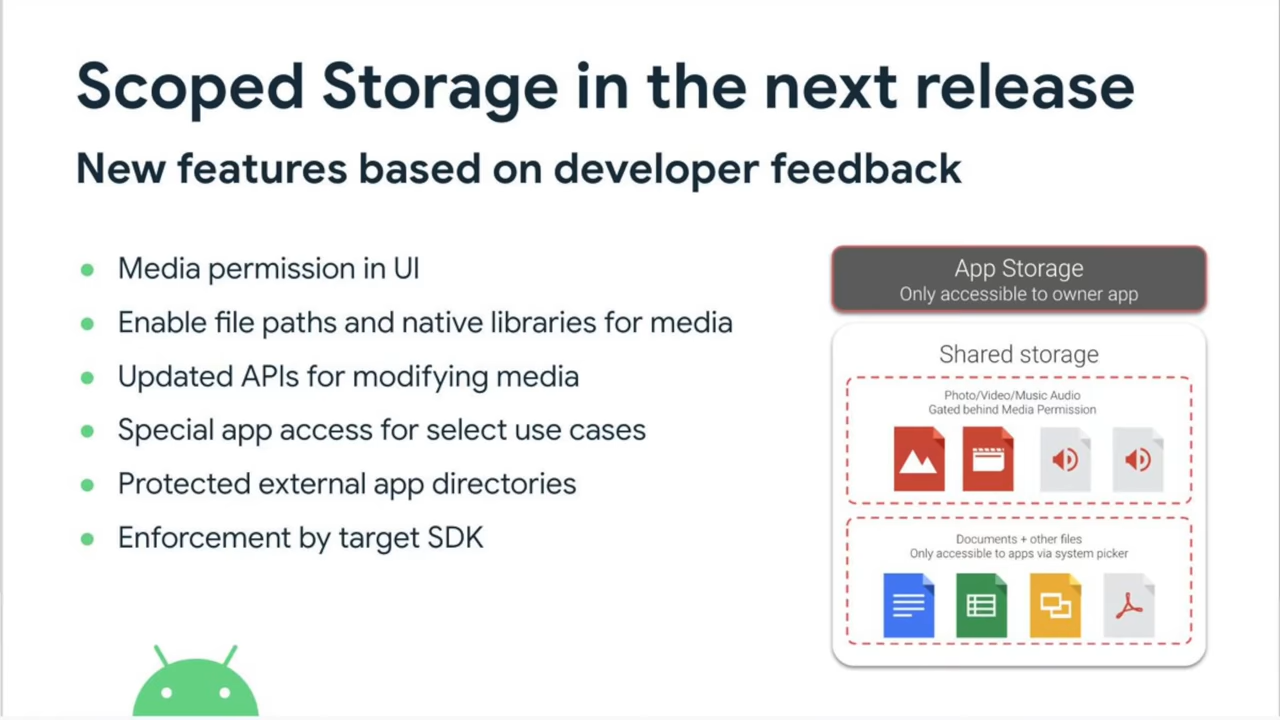 Scoped Storage in the next release
New features based on developer feedback
Media permission in UI
Enable file paths and native libraries for media
Updated APIs for modifying media
Special app access for select use cases
Protected external app directories
Enforcement by target SDK
App Storage
Only accessible to owner app
Shared storage
Photo/Video/Music Audio
Gated behind Media Permission
Documents + other files
Only accessible to apps via system picker